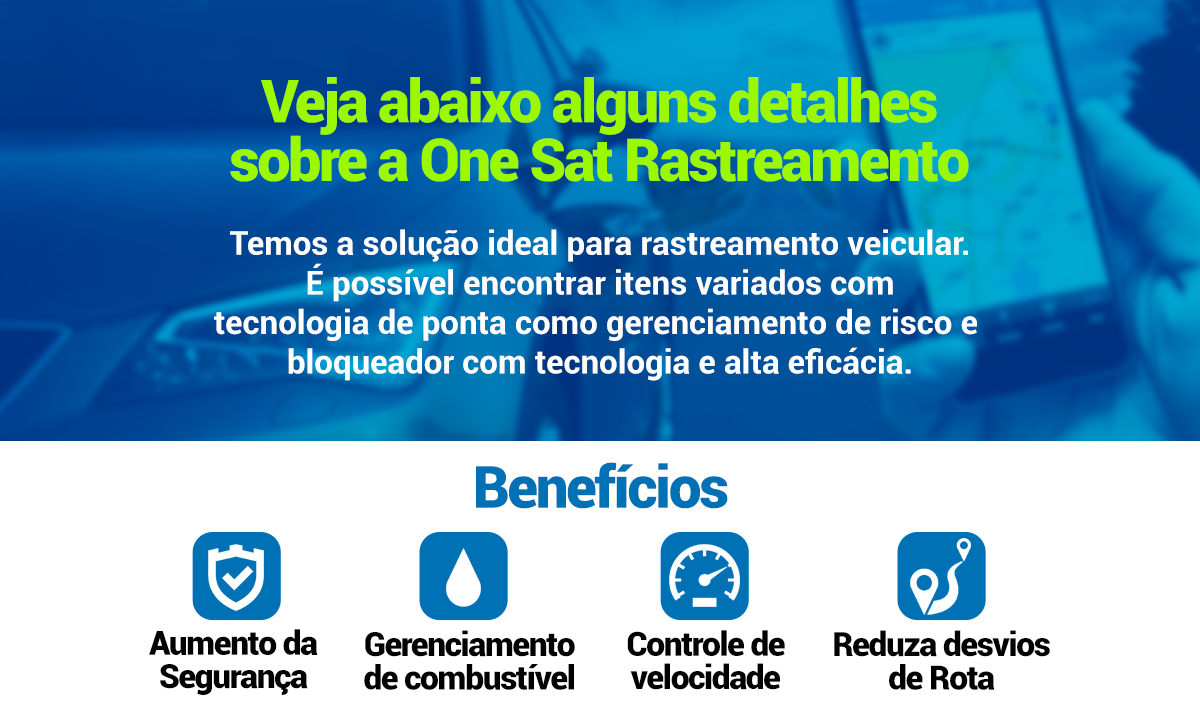 Veja abaixo alguns detalhes
sobre a One Sat Rastreamento
Temos a solução ideal para rastreamento veicular.
É possível encontrar itens variados com
tecnologia de ponta como gerenciamento de risco e
bloqueador com tecnologia e alta eficácia.
Benefícios
Aumento da
Segurança
Gerenciamento
de combustível
Controle de
velocidade
Reduza desvios
de Rota